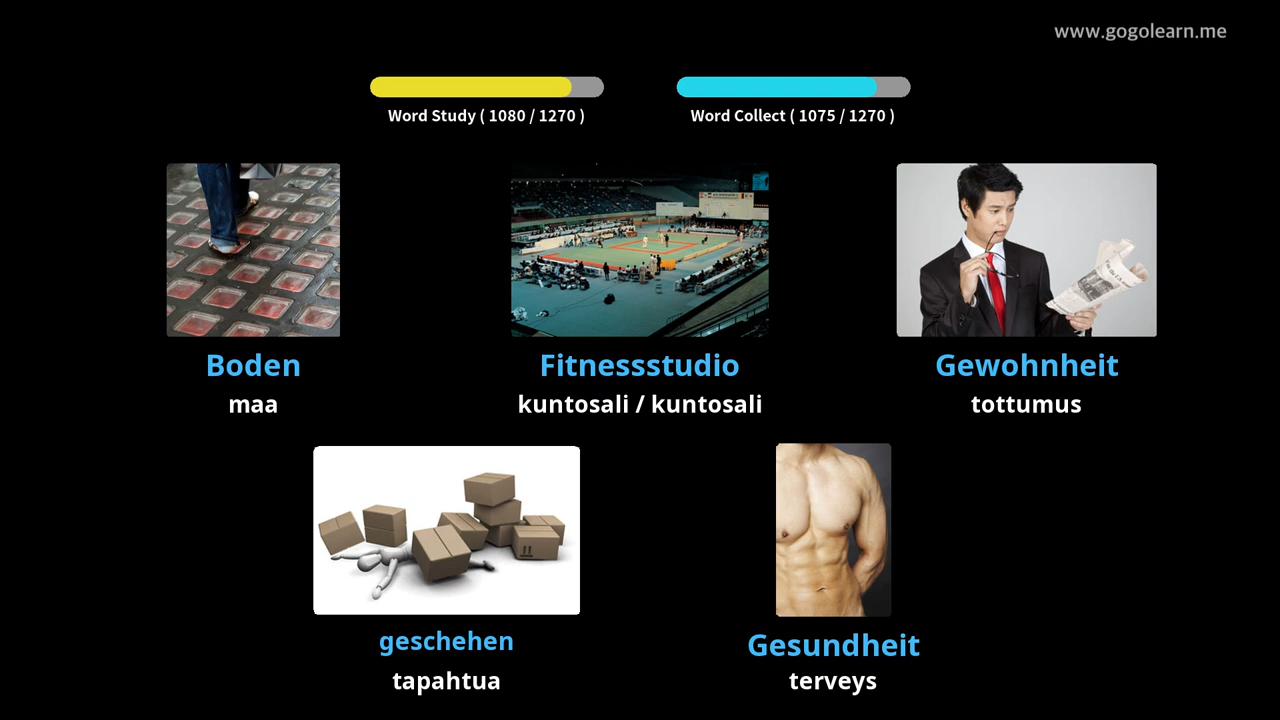 www.gogolearn.me
Word Study ( 1080 / 1270 )
Word Collect ( 1075 / 1270 )
Boden
maa
Fitnessstudio
kuntosali / kuntosali
Gewohnheit
tottumus
geschehen
tapahtua
Gesundheit
terveys